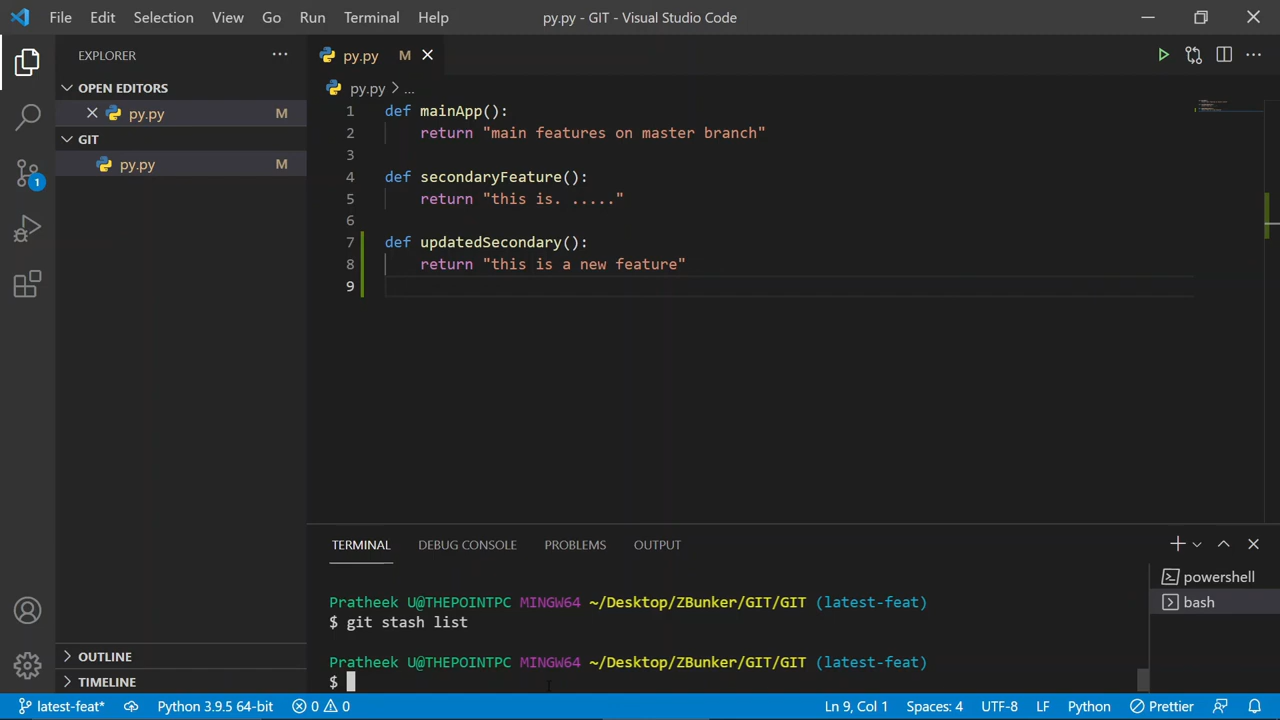 File Edit Selection View Go Run Terminal Help py.py - GIT - Visual Studio Code
EXPLORER ...
py.py M
OPEN EDITORS
py.py M
GIT
py.py M
1
py.py > ...
1 def mainApp():
2 return "main features on master branch"
3
4 def secondaryFeature():
5 return "this is. ....."
6
7 def updatedSecondary():
8 return "this is a new feature"
9
TERMINAL DEBUG CONSOLE PROBLEMS OUTPUT
Pratheek U@THEPOINTPC MINGW64 ~/Desktop/ZBunker/GIT/GIT (latest-feat)
$ git stash list
Pratheek U@THEPOINTPC MINGW64 ~/Desktop/ZBunker/GIT/GIT (latest-feat)
$
powershell
bash
OUTLINE
TIMELINE
latest-feat* Python 3.9.5 64-bit 0 0 Ln 9, Col 1 Spaces: 4 UTF-8 LF Python Prettier